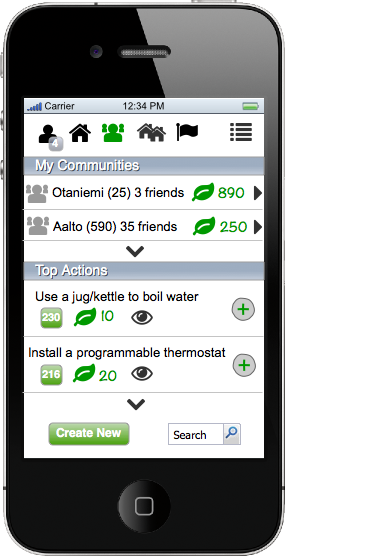 Carrier 12:34 PM
4
My Communities
Otaniemi (25) 3 friends 890
Aalto (590) 35 friends 250
Top Actions
Use a jug/kettle to boil water
230 10
+
Install a programmable thermostat
216 20
+
Create New Search